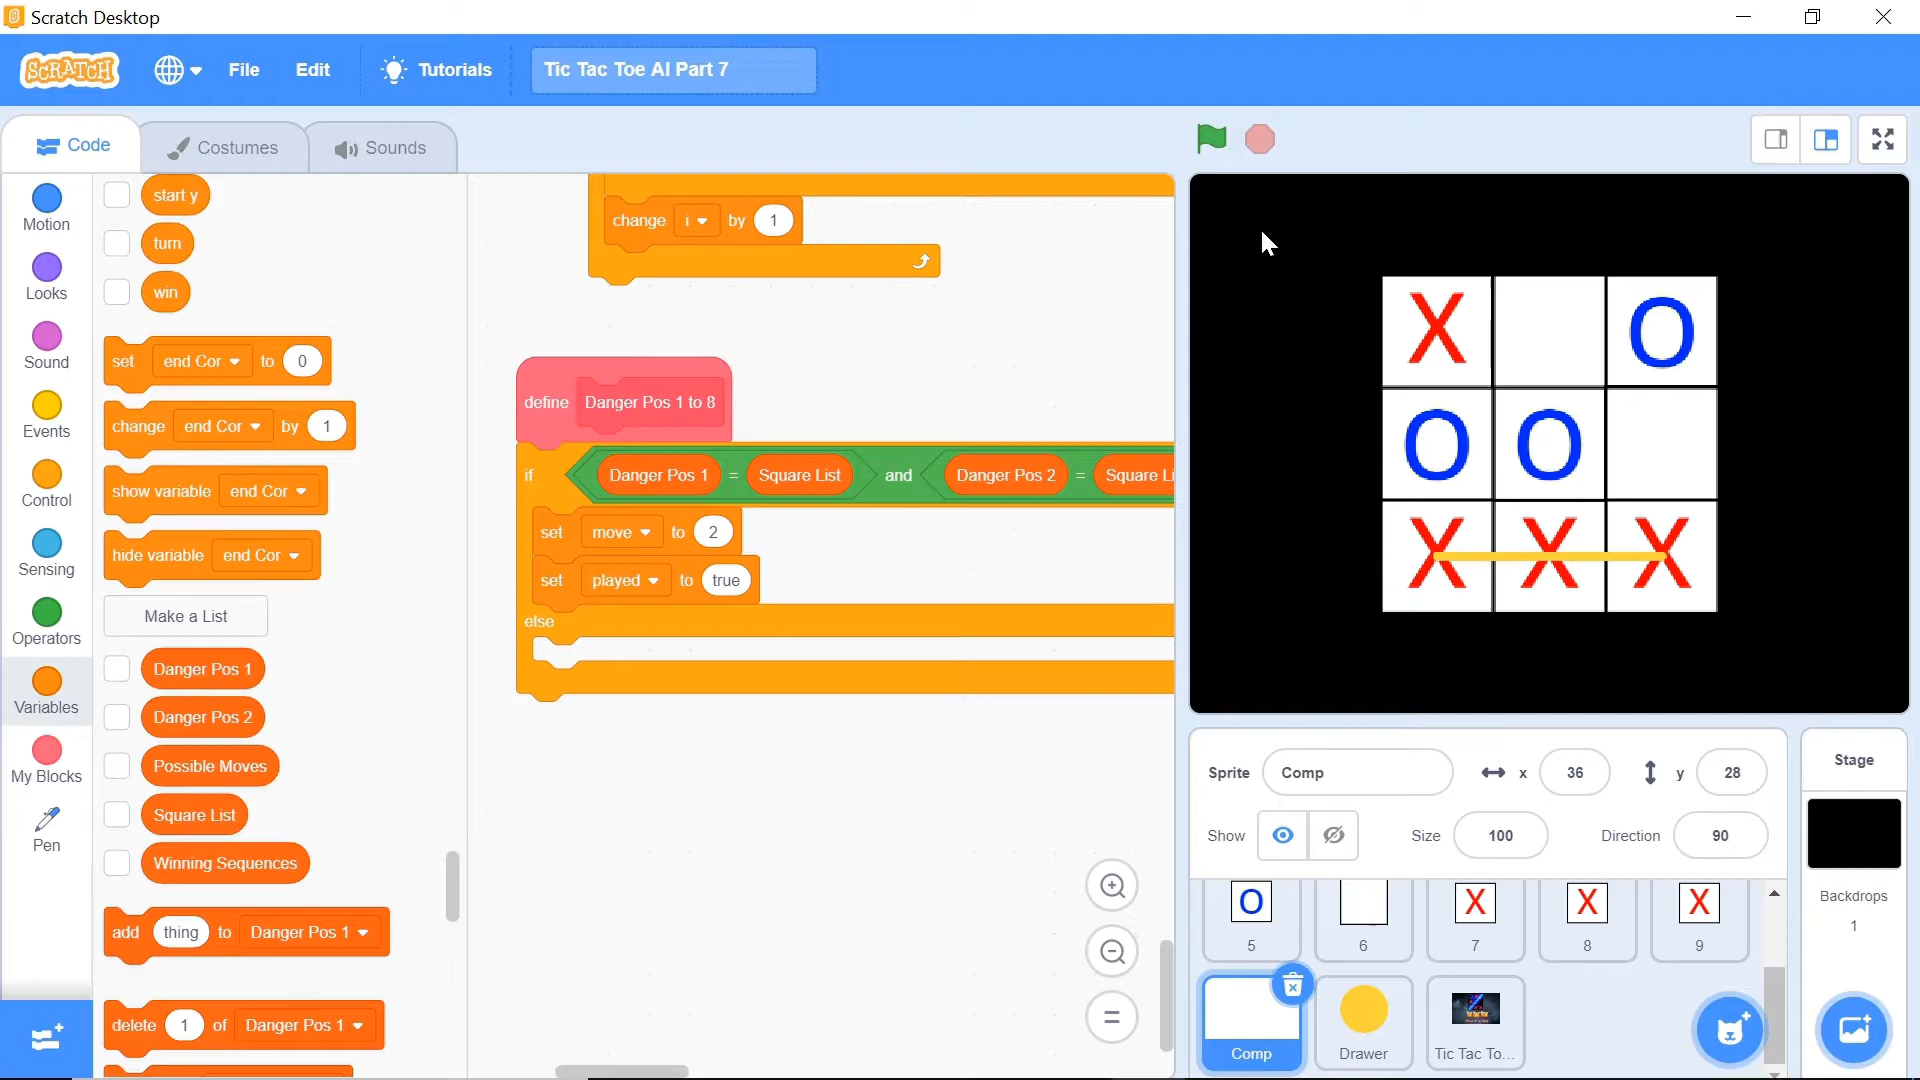 Scratch Desktop
SCRATCH File Edit Tutorials Tic Tac Toe AI Part 7
Code Costumes Sounds
Motion
Looks
Sound
Events
Control
Sensing
Operators
Variables
My Blocks
Pen
start y
turn
win
set end Cor to 0
change end Cor by 1
show variable end Cor
hide variable end Cor
Make a List
Danger Pos 1
Danger Pos 2
Possible Moves
Square List
Winning Sequences
add thing to Danger Pos 1
delete 1 of Danger Pos 1
change i by 1
define Danger Pos 1 to 8
if Danger Pos 1 = Square List and Danger Pos 2 = Square Li
set move to 2
set played to true
else
X O
O O
X X X
Sprite Comp x 36 y 28
Show Size 100 Direction 90
O X X X
5 6 7 8 9
Comp Drawer Tic Tac To...
Stage
Backdrops
1